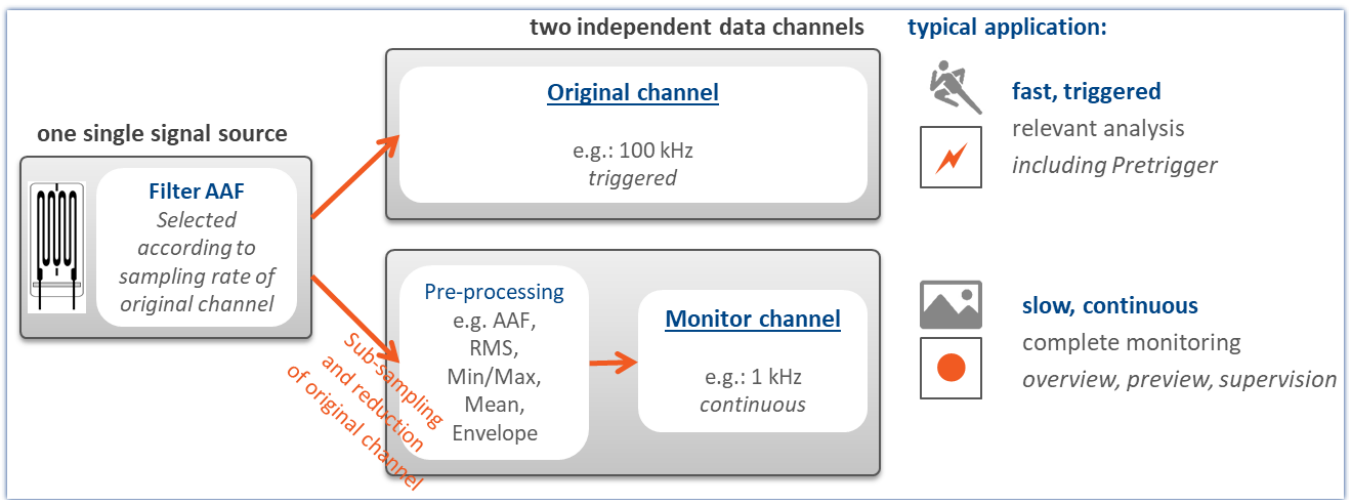 two independent data channels
typical application:
one single signal source
Filter AAF
Selected
according to
sampling rate of
original channel
Original channel
e.g.: 100 kHz
triggered
fast, triggered
relevant analysis
including Pretrigger
Sub-sampling
and reduction
of original channel
Pre-processing
e.g. AAF,
RMS,
Min/Max,
Mean,
Envelope
Monitor channel
e.g.: 1 kHz
continuous
slow, continuous
complete monitoring
overview, preview, supervision